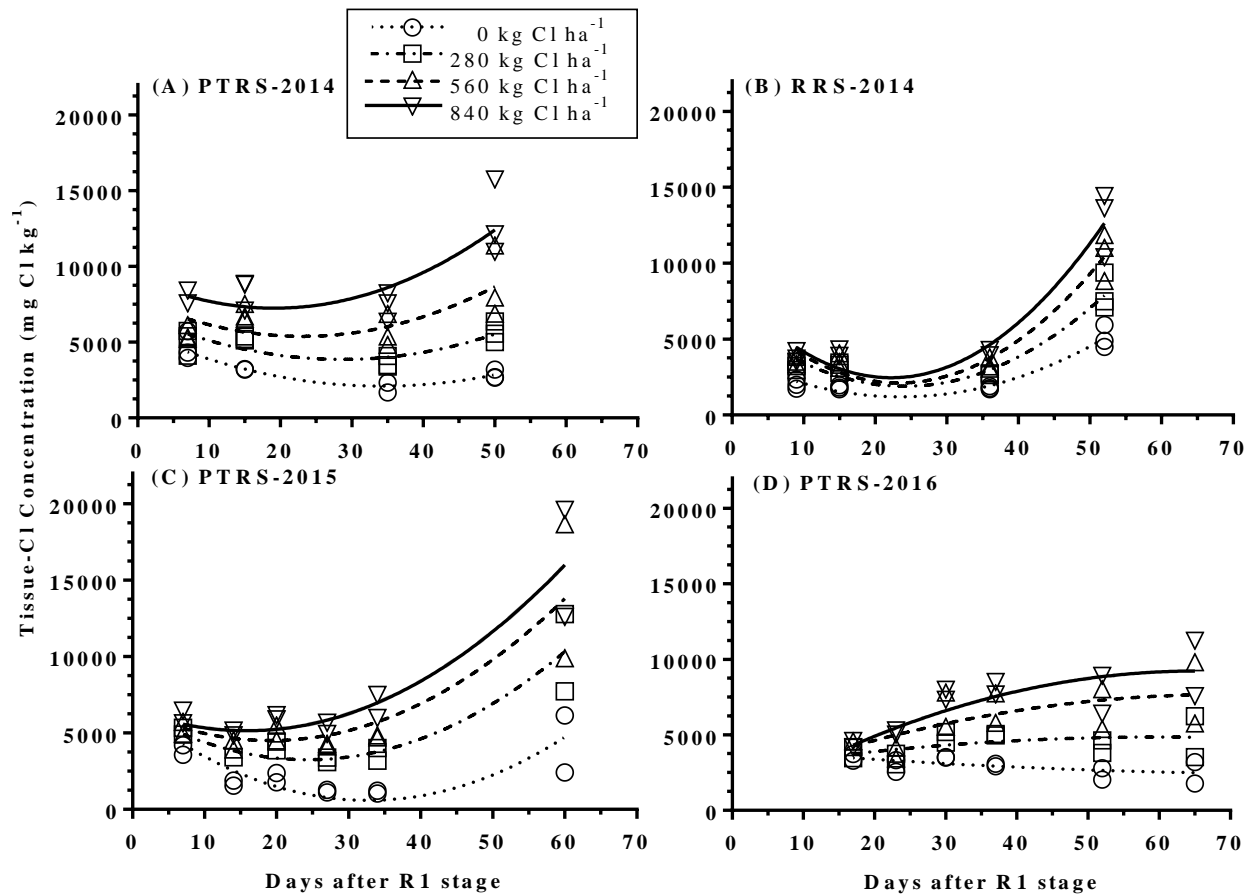 0 kg Cl ha-1
280 kg Cl ha-1
560 kg Cl ha-1
840 kg Cl ha-1
(A) PTRS-2014
(B) RRS-2014
20000
15000
10000
5000
0
0 10 20 30 40 50 60 70
20000
15000
10000
5000
0
0 10 20 30 40 50 60 70
Tissue-Cl Concentration (mg Cl kg-1)
(C) PTRS-2015
(D) PTRS-2016
20000
15000
10000
5000
0
0 10 20 30 40 50 60 70
Days after R1 stage
20000
15000
10000
5000
0
0 10 20 30 40 50 60 70
Days after R1 stage